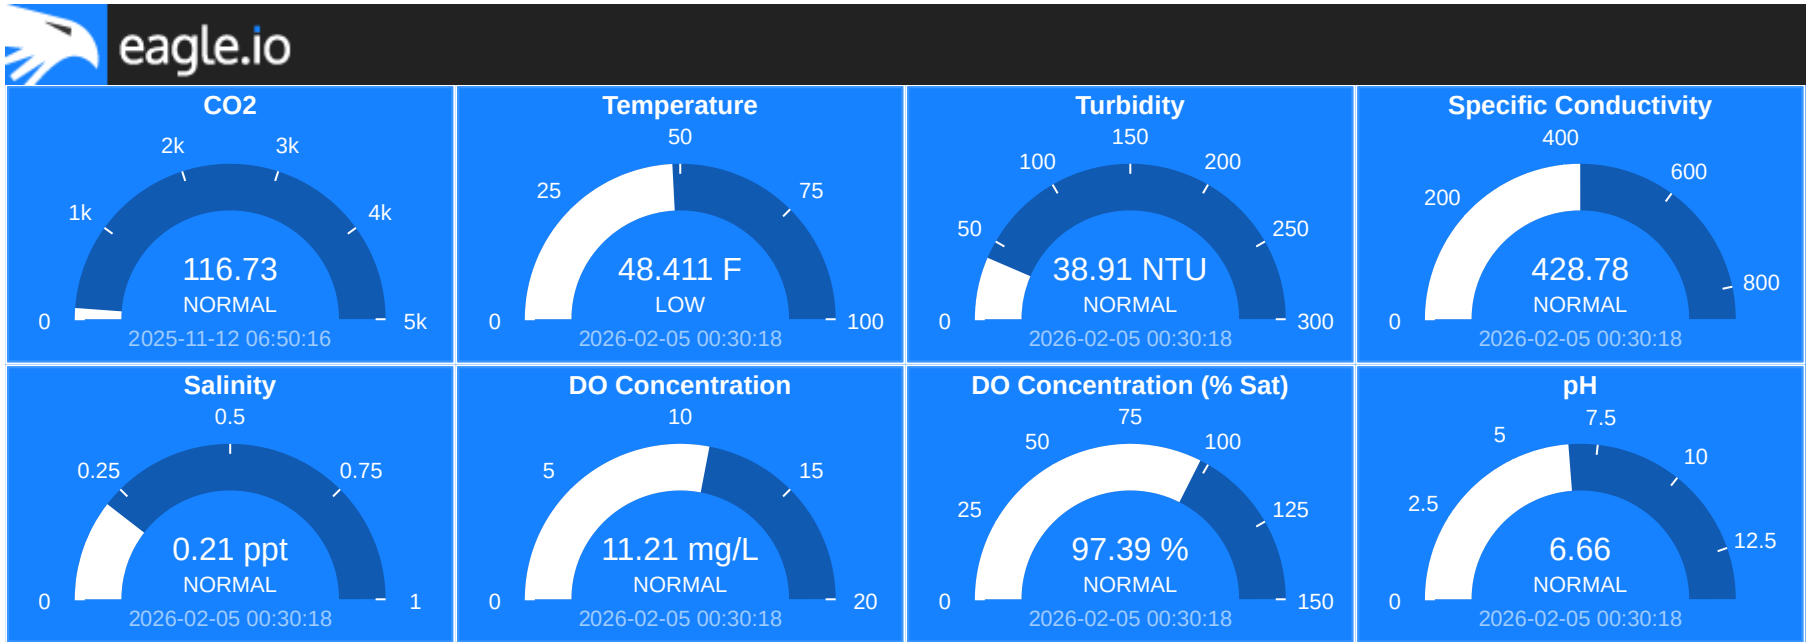 eagle.io
CO2
2k
3k
1k
4k
116.73
NORMAL
0
5k
2025-11-12 06:50:16
Temperature
50
25
75
48.411 F
LOW
0
100
2026-02-05 00:30:18
Turbidity
150
100
200
50
250
38.91 NTU
NORMAL
0
300
2026-02-05 00:30:18
Specific Conductivity
400
600
200
428.78
800
NORMAL
0
2026-02-05 00:30:18
Salinity
0.5
0.25
0.75
0.21 ppt
NORMAL
0
1
2026-02-05 00:30:18
DO Concentration
10
5
15
11.21 mg/L
NORMAL
0
20
2026-02-05 00:30:18
DO Concentration (% Sat)
75
50
100
25
125
97.39 %
NORMAL
0
150
2026-02-05 00:30:18
pH
7.5
5
10
2.5
12.5
6.66
NORMAL
0
2026-02-05 00:30:18